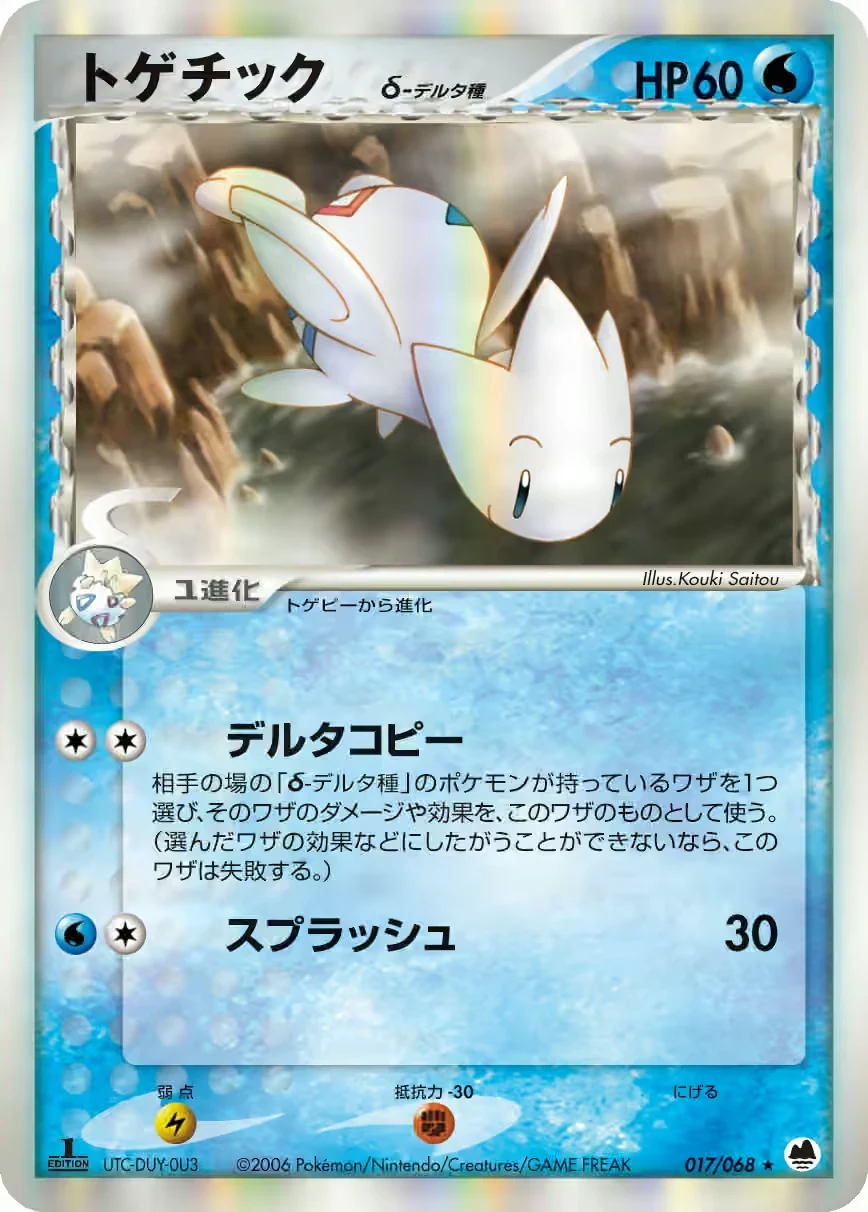 トゲチック δ-デルタ種 HP60
Illus.Kouki Saitou
1進化
トゲピーから進化
デルタコピー
相手の場の「δ-デルタ種」のポケモンが持っているワザを1つ
選び、そのワザのダメージや効果を、このワザのものとして使う。
（選んだワザの効果などにしたがうことができないなら、この
ワザは失敗する。）
スプラッシュ 30
弱点 抵抗力 -30 にげる
1 EDITION UTC-DUY-0U3 ©2006 Pokémon/Nintendo/Creatures/GAME FREAK 017/068 ★